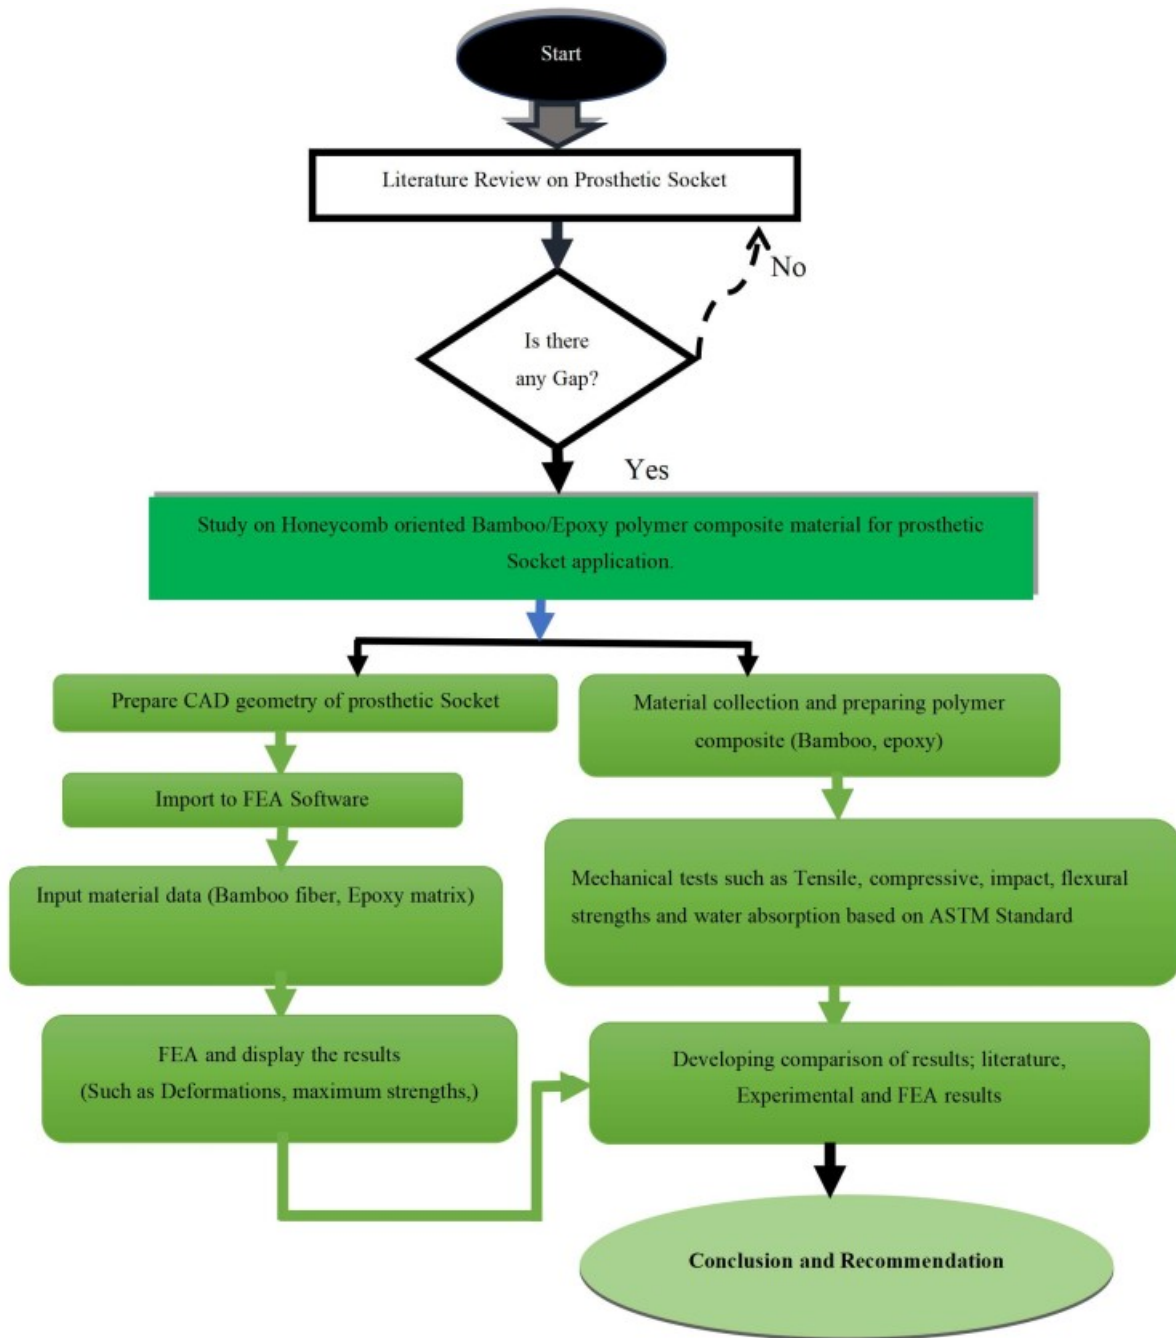 Start
Literature Review on Prosthetic Socket
No
Is there
any Gap?
Yes
Study on Honeycomb oriented Bamboo/Epoxy polymer composite material for prosthetic
Socket application.
Prepare CAD geometry of prosthetic Socket
Import to FEA Software
Input material data (Bamboo fiber, Epoxy matrix)
FEA and display the results
(Such as Deformations, maximum strengths,)
Material collection and preparing polymer
composite (Bamboo, epoxy)
Mechanical tests such as Tensile, compressive, impact, flexural
strengths and water absorption based on ASTM Standard
Developing comparison of results; literature,
Experimental and FEA results
Conclusion and Recommendation